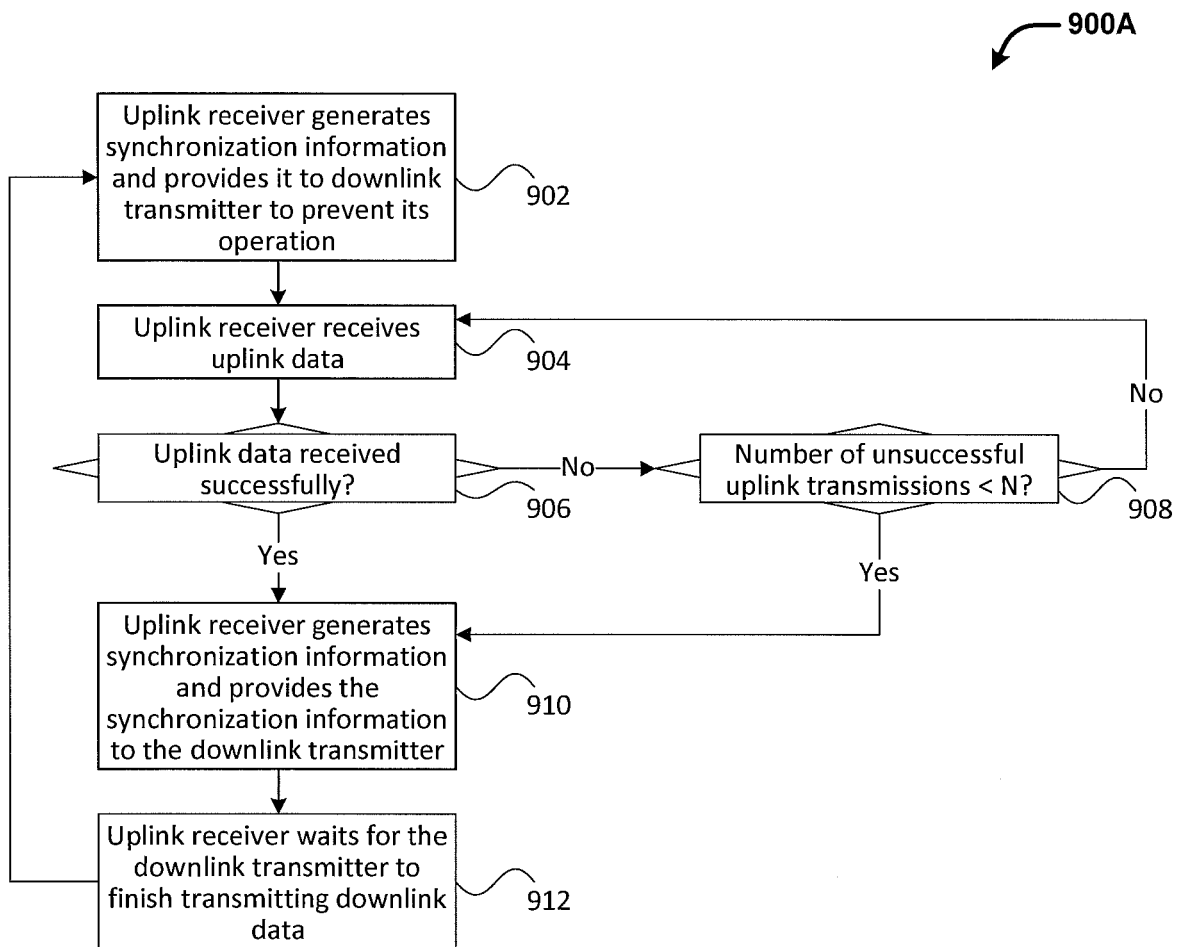 900A
Uplink receiver generates
synchronization information
and provides it to downlink
transmitter to prevent its
operation
902
Uplink receiver receives
uplink data
904
No
Uplink data received
successfully?
906
No
Number of unsuccessful
uplink transmissions < N?
908
Yes
Yes
Uplink receiver generates
synchronization information
and provides the
synchronization information
to the downlink transmitter
910
Uplink receiver waits for the
downlink transmitter to
finish transmitting downlink
data
912